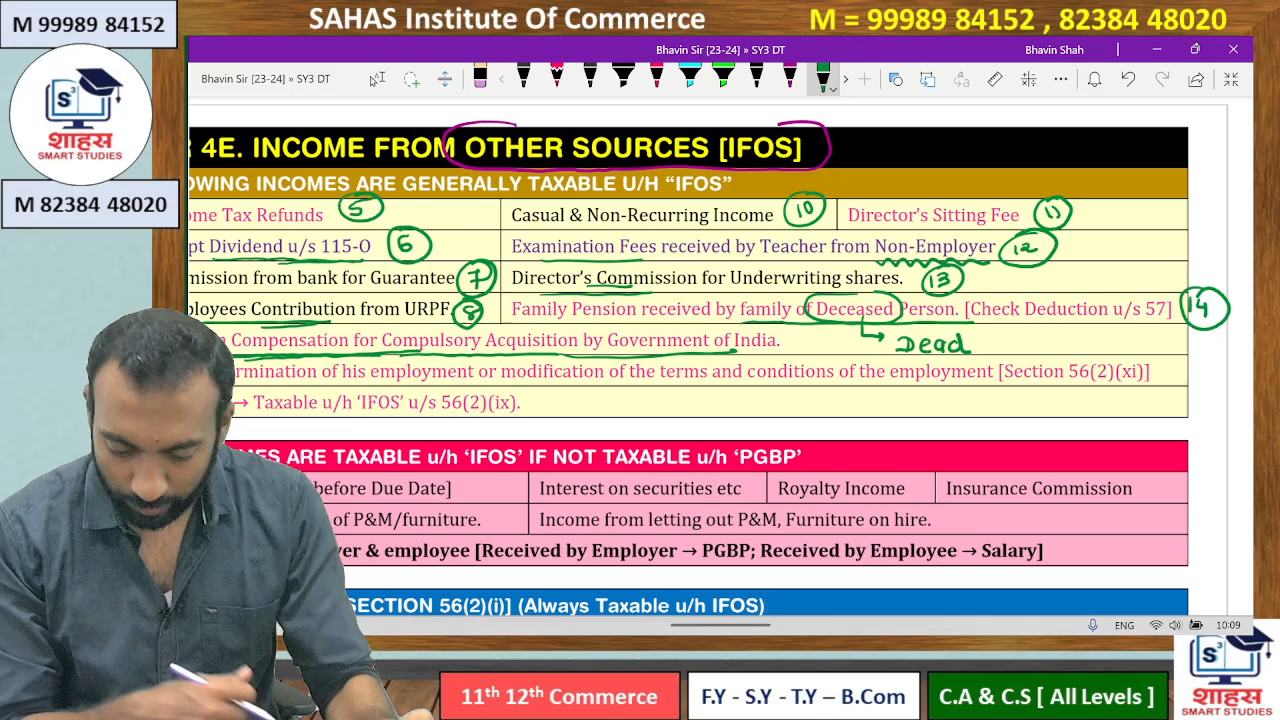 M 99989 84152
SAHAS Institute Of Commerce
M = 99989 84152 , 82384 48020
S³
शाहस
SMART STUDIES
M 82384 48020
Bhavin Sir [23-24] » SY3 DT
Bhavin Shah
Bhavin Sir [23-24] » SY3 DT
4E. INCOME FROM OTHER SOURCES [IFOS]
OWING INCOMES ARE GENERALLY TAXABLE U/H “IFOS”
ome Tax Refunds 5 Casual & Non-Recurring Income 10 Director’s Sitting Fee 11
pt Dividend u/s 115-O 6 Examination Fees received by Teacher from Non-Employer 12
mission from bank for Guarantee 7 Director’s Commission for Underwriting shares. 13
ployees Contribution from URPF. 8 Family Pension received by family of Deceased Person. [Check Deduction u/s 57] 14
Compensation for Compulsory Acquisition by Government of India.
Dead
rmination of his employment or modification of the terms and conditions of the employment [Section 56(2)(xi)]
→ Taxable u/h ‘IFOS’ u/s 56(2)(ix).
OMES ARE TAXABLE u/h ‘IFOS’ IF NOT TAXABLE u/h ‘PGBP’
before Due Date] Interest on securities etc Royalty Income Insurance Commission
of P&M/furniture. Income from letting out P&M, Furniture on hire.
er & employee [Received by Employer → PGBP; Received by Employee → Salary]
SECTION 56(2)(i)] (Always Taxable u/h IFOS)
ENG 10:09
11th 12th Commerce
F.Y - S.Y - T.Y – B.Com
C.A & C.S [ All Levels ]
S³
शाहस
SMART STUDIES